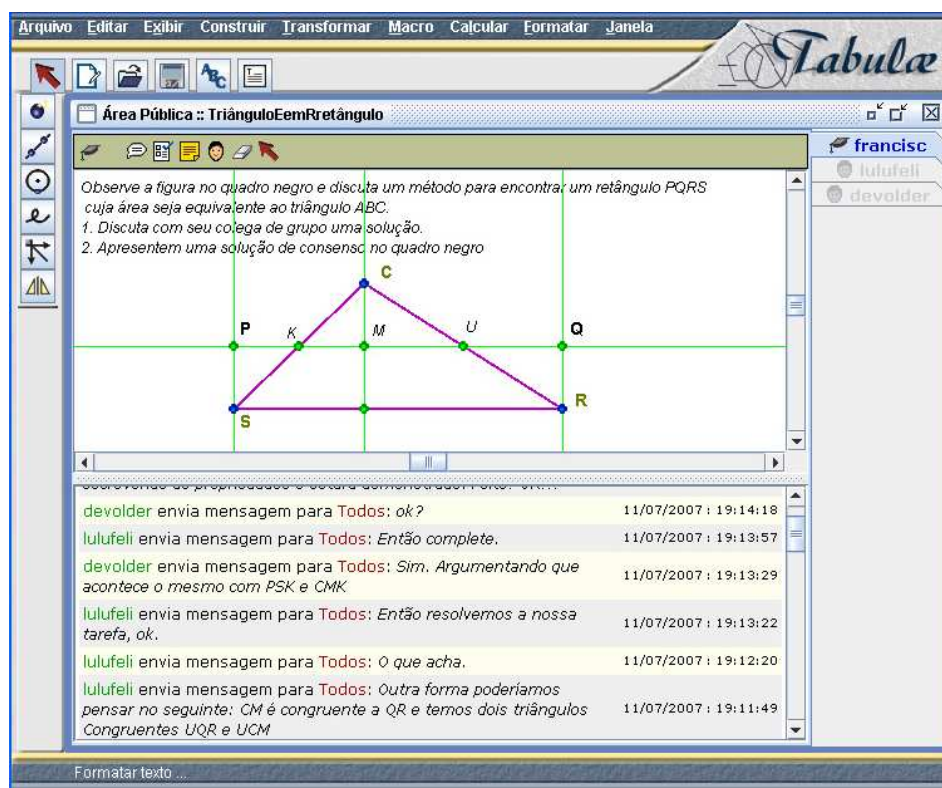 Arquivo Editar Exibir Construir Transformar Macro Calcular Formatar Janela
Tabulæ
ABC
Área Pública :: TriânguloEemRretângulo
francisc
lulufeli
devolder
Observe a figura no quadro negro e discuta um método para encontrar um retângulo PQRS
cuja área seja equivalente ao triângulo ABC.
1. Discuta com seu colega de grupo uma solução.
2. Apresentem uma solução de consenso no quadro negro
C
P K M U Q
S R
devolder envia mensagem para Todos: ok? 11/07/2007 : 19:14:18
lulufeli envia mensagem para Todos: Então complete. 11/07/2007 : 19:13:57
devolder envia mensagem para Todos: Sim. Argumentando que
acontece o mesmo com PSK e CMK 11/07/2007 : 19:13:29
lulufeli envia mensagem para Todos: Então resolvemos a nossa
tarefa, ok. 11/07/2007 : 19:13:22
lulufeli envia mensagem para Todos: O que acha. 11/07/2007 : 19:12:20
lulufeli envia mensagem para Todos: Outra forma poderíamos
pensar no seguinte: CM é congruente a QR e temos dois triângulos 11/07/2007 : 19:11:49
Congruentes UQR e UCM
Formatar texto ...